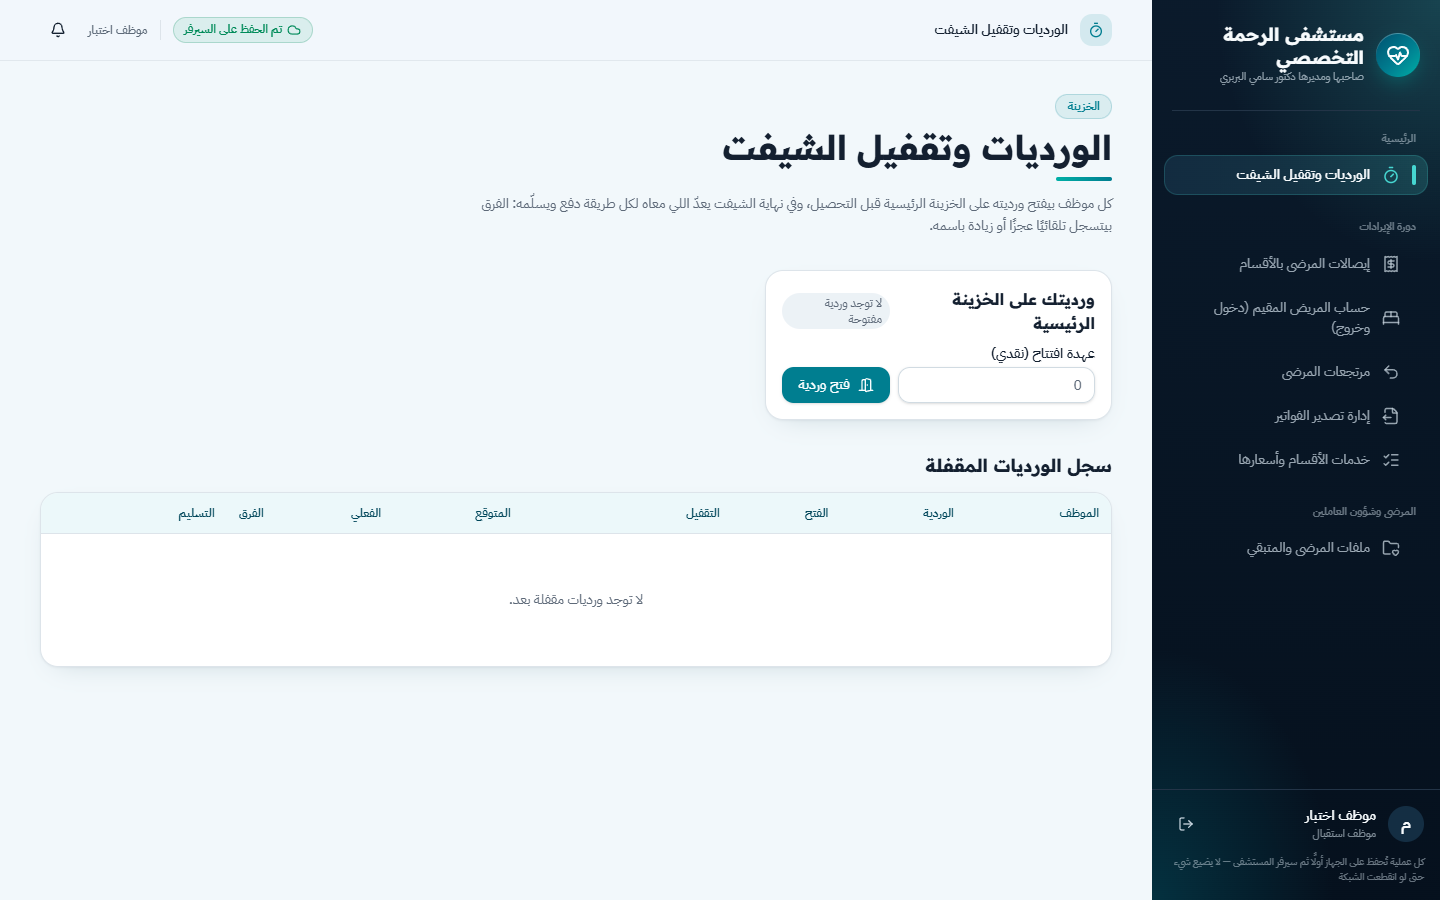 مستشفى الرحمة
التخصصي
صاحبها ومديرها دكتور سامي البربري
الرئيسية
الورديات وتقفيل الشيفت
دورة الإيرادات
إيصالات المرضى بالأقسام
حساب المريض المقيم (دخول
وخروج)
مرتجعات المرضى
إدارة تصدير الفواتير
خدمات الأقسام وأسعارها
المرضى وشؤون العاملين
ملفات المرضى والمتبقي
م
موظف اختبار
موظف استقبال
كل عملية تُحفظ على الجهاز أولًا ثم سيرفر المستشفى — لا يضيع شيء
حتى لو انقطعت الشبكة
الورديات وتقفيل الشيفت
تم الحفظ على السيرفر
موظف اختبار
الخزينة
الورديات وتقفيل الشيفت
كل موظف بيفتح ورديته على الخزينة الرئيسية قبل التحصيل، وفي نهاية الشيفت يعدّ اللي معاه لكل طريقة دفع ويسلّمه: الفرق
بيتسجل تلقائيًا عجزًا أو زيادة باسمه.
ورديتك على الخزينة
الرئيسية
لا توجد وردية
مفتوحة
عهدة افتتاح (نقدي)
0
فتح وردية
سجل الورديات المقفلة
الموظف الوردية الفتح التقفيل المتوقع الفعلي الفرق التسليم
لا توجد ورديات مقفلة بعد.